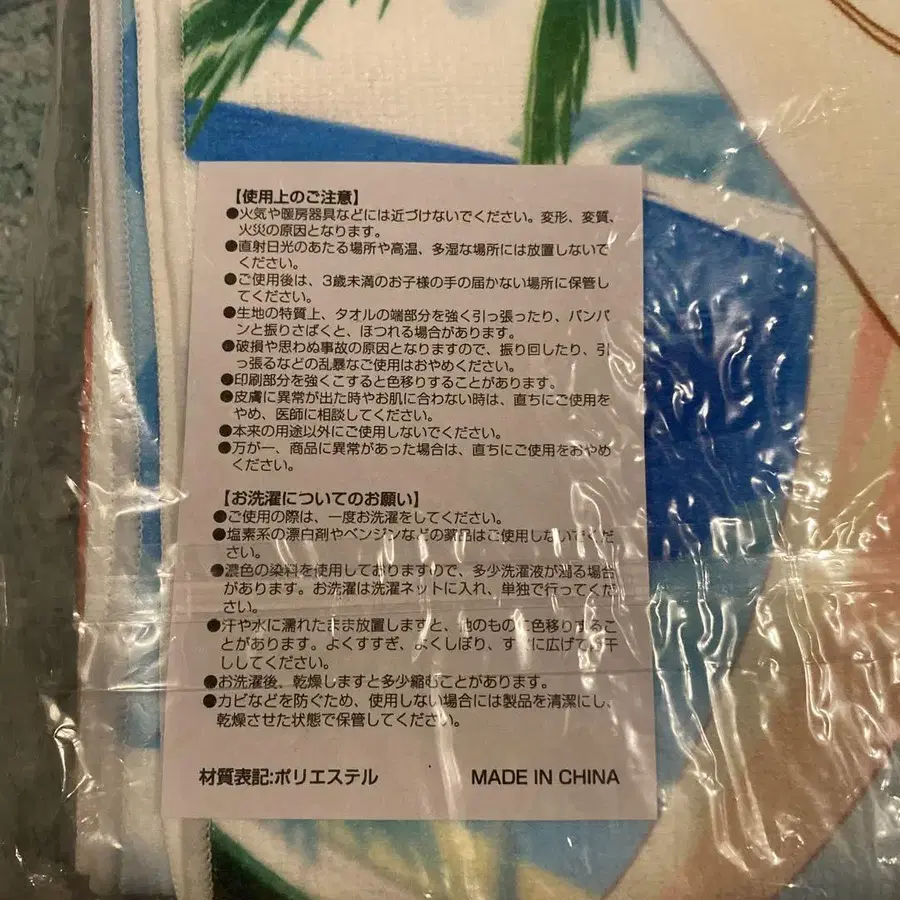 【使用上のご注意】
●火気や暖房器具などには近づけないでください。変形、変質、
火災の原因となります。
●直射日光のあたる場所や高温、多湿な場所には放置しないで
ください。
●ご使用後は、3歳未満のお子様の手の届かない場所に保管し
てください。
●生地の特質上、タオルの端部分を強く引っ張ったり、パンパ
ンと振りさばくと、ほつれる場合があります。
●破損や思わぬ事故の原因となりますので、振り回したり、引
っ張るなどの乱暴なご使用はおやめください。
●印刷部分を強くこすると色移りすることがあります。
●皮膚に異常が出た時やお肌に合わない時は、直ちにご使用を
やめ、医師に相談してください。
●本来の用途以外にご使用しないでください。
●万が一、商品に異常があった場合は、直ちにご使用をおやめ
ください。
【お洗濯についてのお願い】
●ご使用の際は、一度お洗濯をしてください。
●塩素系の漂白剤やベンジンなどの薬品はご使用しないでくだ
さい。
●濃色の染料を使用しておりますので、多少洗濯液が濁る場合
があります。お洗濯は洗濯ネットに入れ、単独で行ってくだ
さい。
●汗や水に濡れたまま放置しますと、他のものに色移りするこ
とがあります。よくすすぎ、よくしぼり、すぐに広げてお干
ししてください。
●お洗濯後、乾燥しますと多少縮むことがあります。
●カビなどを防ぐため、使用しない場合には製品を清潔にし、
乾燥させた状態で保管してください。
材質表記:ポリエステル MADE IN CHINA